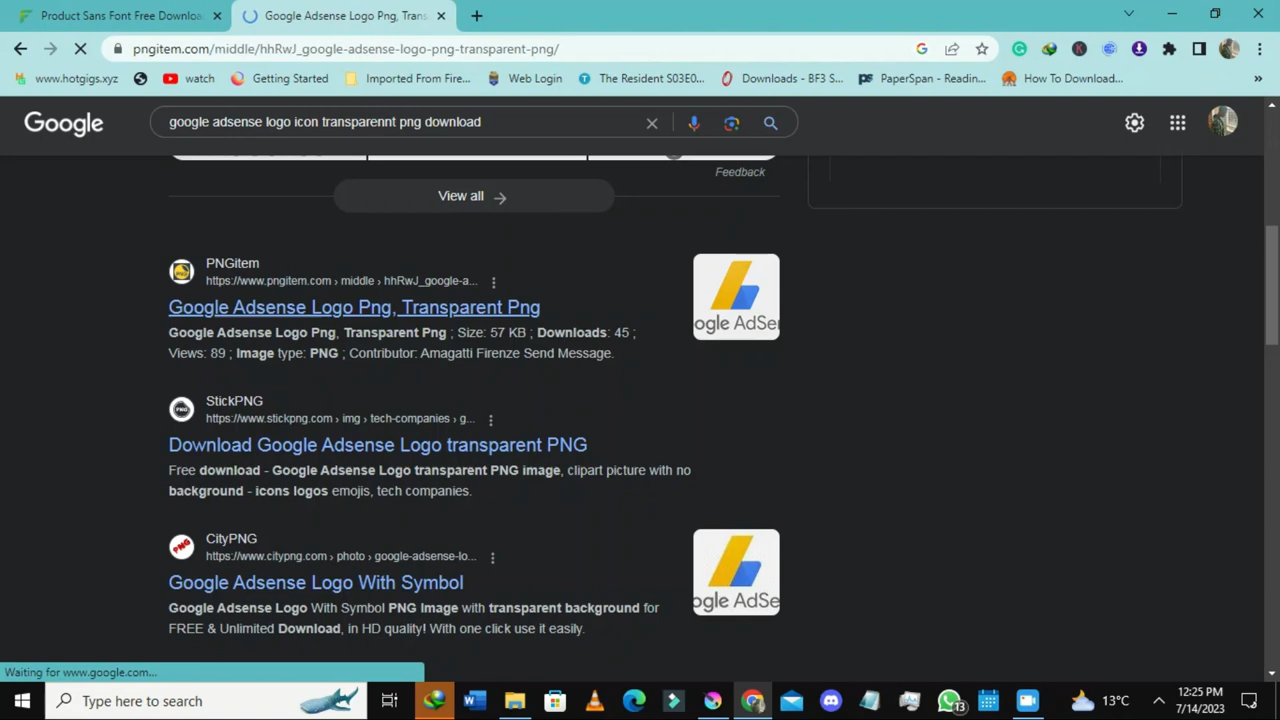 Product Sans Font Free Downloa
Google Adsense Logo Png, Trans
pngitem.com/middle/hhRwJ_google-adsense-logo-png-transparent-png/
www.hotgigs.xyz
watch
Getting Started
Imported From Fire...
Web Login
The Resident S03E0...
Downloads - BF3 S...
PaperSpan - Readin...
How To Download...
Google
google adsense logo icon transparennt png download
Feedback
View all
PNGitem
https://www.pngitem.com › middle › hhRwJ_google-a...
Google Adsense Logo Png, Transparent Png
Google Adsense Logo Png, Transparent Png ; Size: 57 KB ; Downloads: 45 ;
Views: 89 ; Image type: PNG ; Contributor: Amagatti Firenze Send Message.
ogle AdSer
StickPNG
https://www.stickpng.com › img › tech-companies › g...
Download Google Adsense Logo transparent PNG
Free download - Google Adsense Logo transparent PNG image, clipart picture with no
background - icons logos emojis, tech companies.
CityPNG
https://www.citypng.com › photo › google-adsense-lo...
Google Adsense Logo With Symbol
Google Adsense Logo With Symbol PNG Image with transparent background for
FREE & Unlimited Download, in HD quality! With one click use it easily.
ogle AdSe
Waiting for www.google.com...
Type here to search
13
13°C
12:25 PM
7/14/2023